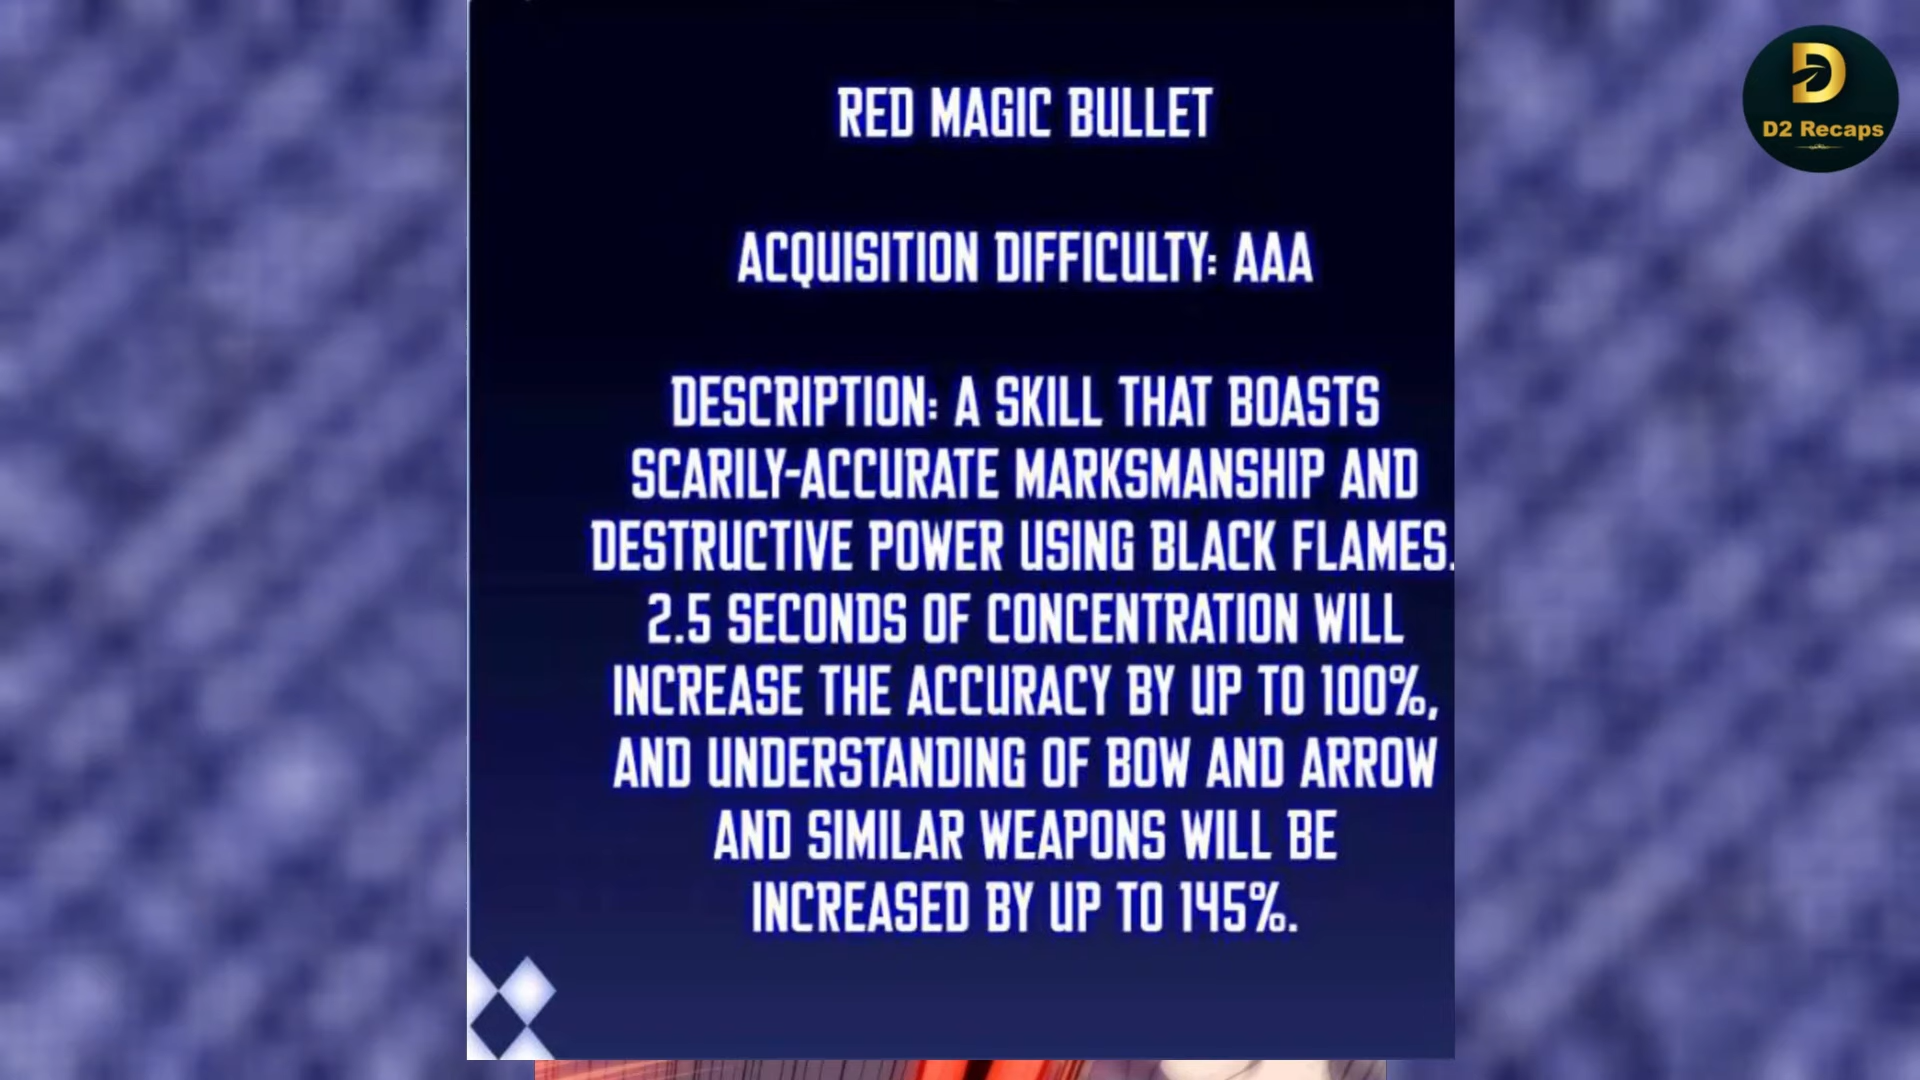 RED MAGIC BULLET
ACQUISITION DIFFICULTY: AAA
DESCRIPTION: A SKILL THAT BOASTS
SCARILY-ACCURATE MARKSMANSHIP AND
DESTRUCTIVE POWER USING BLACK FLAMES.
2.5 SECONDS OF CONCENTRATION WILL
INCREASE THE ACCURACY BY UP TO 100%,
AND UNDERSTANDING OF BOW AND ARROW
AND SIMILAR WEAPONS WILL BE
INCREASED BY UP TO 145%.
D
D2 Recaps